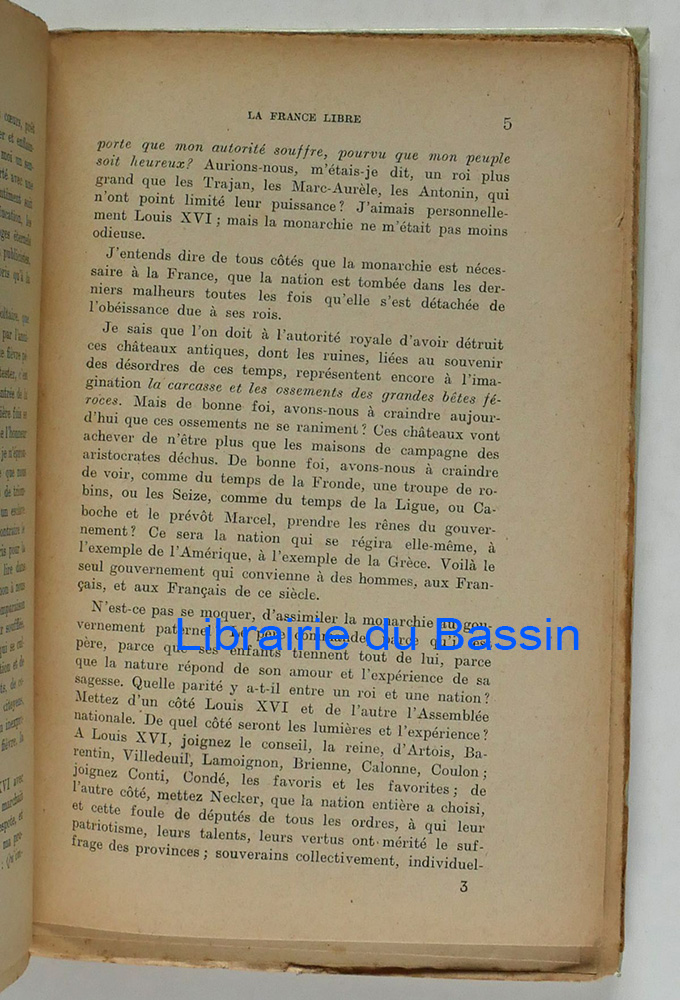 LA FRANCE LIBRE
5
porte que mon autorité souffre, pourvu que mon peuple
soit heureux? Aurions-nous, m'étais-je dit, un roi plus
grand que les Trajan, les Marc-Aurèle, les Antonin, qui
n'ont point limité leur puissance? J'aimais personnelle-
ment Louis XVI; mais la monarchie ne m'était pas moins
odieuse.
J'entends dire de tous côtés que la monarchie est néces-
saire à la France, que la nation est tombée dans les der-
niers malheurs toutes les fois qu'elle s'est détachée de
l'obéissance due à ses rois.
Je sais que l'on doit à l'autorité royale d'avoir détruit
ces châteaux antiques, dont les ruines, liées au souvenir
des désordres de ces temps, représentent encore à l'ima-
gination la carcasse et les ossements des grandes bêtes fé-
roces. Mais de bonne foi, avons-nous à craindre aujour-
d'hui que ces ossements ne se raniment? Ces châteaux vont
achever de n'être plus que les maisons de campagne des
aristocrates déchus. De bonne foi, avons-nous à craindre
de voir, comme du temps de la Fronde, une troupe de ro-
bins, ou les Seize, comme du temps de la Ligue, ou Ca-
boche et le prévôt Marcel, prendre les rênes du gouver-
nement? Ce sera la nation qui se régira elle-même, à
l'exemple de l'Amérique, à l'exemple de la Grèce. Voilà le
seul gouvernement qui convienne à des hommes, aux Fran-
çais, et aux Français de ce siècle.
N'est-ce pas se moquer, d'assimiler la monarchie au gou-
vernement paternel? Le père commande, parce qu'il est
Librairie du Bassin
père, parce que ses enfants tiennent tout de lui, parce
que la nature répond de son amour et l'expérience de sa
sagesse. Quelle parité y a-t-il entre un roi et une nation?
Mettez d'un côté Louis XVI et de l'autre l'Assemblée
nationale. De quel côté seront les lumières et l'expérience?
A Louis XVI, joignez le conseil, la reine, d'Artois, Ba-
rentin, Villedeuil, Lamoignon, Brienne, Calonne, Coulon;
joignez Conti, Condé, les favoris et les favorites; de
l'autre côté, mettez Necker, que la nation entière a choisi,
et cette foule de députés de tous les ordres, à qui leur
patriotisme, leurs talents, leurs vertus ont mérité le suf-
frage des provinces; souverains collectivement, individuel-
3